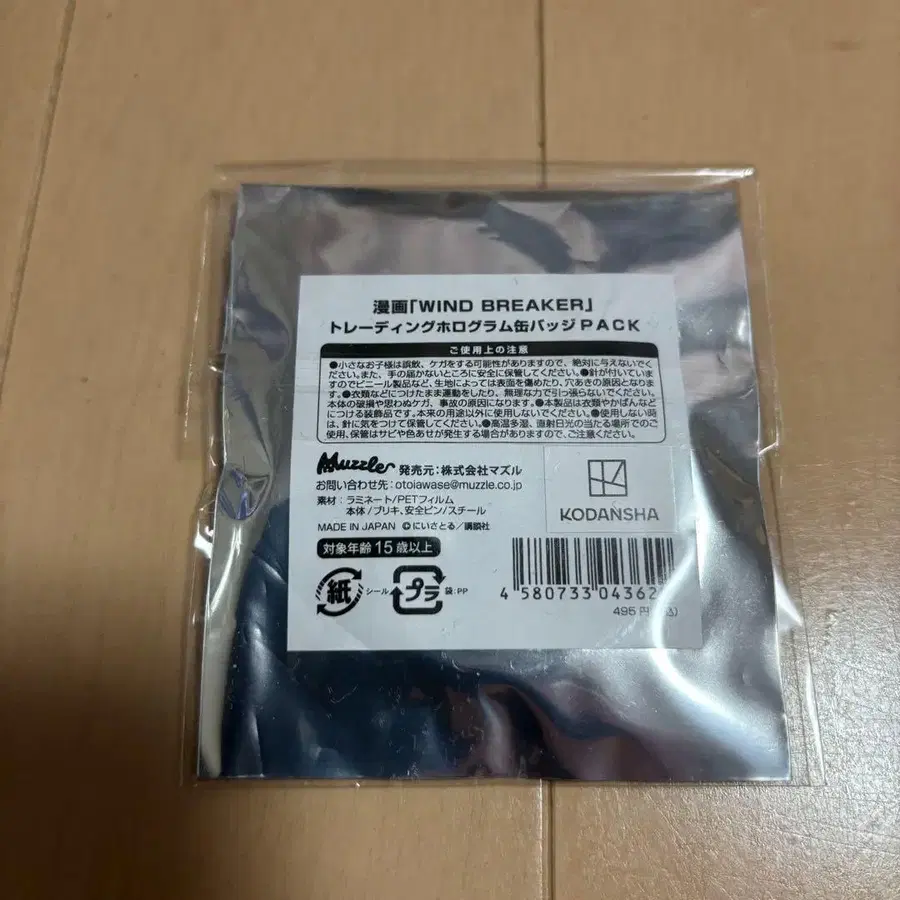 漫画「WIND BREAKER」
トレーディングホログラム缶バッジPACK
ご使用上の注意
●小さなお子様は誤飲、ケガをする可能性がありますので、絶対に与えないでく
ださい。また、手の届かないところに安全に保管してください。●針が付いています
すのでビニール製品など、生地によっては表面を傷めたり、穴あきの原因となりま
す。●衣類などにつけたまま運動をしたり、無理な力で引っ張らないでください。
本体の破損や思わぬケガ、事故の原因になります。●本製品は衣類やかばんなど
につける装飾品です。本来の用途以外に使用しないでください。●使用しない時
は、針に気をつけて保管してください。●高温多湿、直射日光の当たる場所でのご
使用、保管はサビや色あせが発生する場合がありますので、ご注意ください。
Muzzle 発売元:株式会社マズル
お問い合わせ先:otoiawase@muzzle.co.jp
素材:ラミネート/PETフィルム
本体/ブリキ、安全ピン/スチール
MADE IN JAPAN ©にいさとる/講談社
KODANSHA
対象年齢15歳以上
紙 シール プラ 袋:PP
4 580733 04362
495円